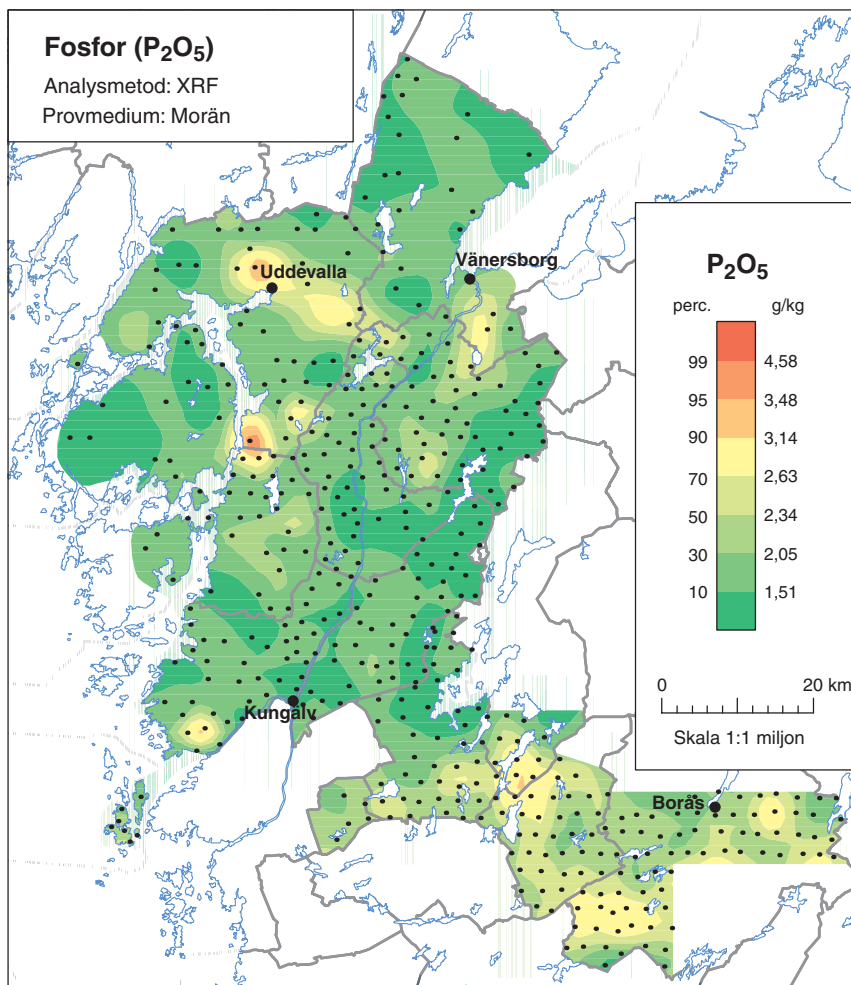 Fosfor (P₂O₅)
Analysmetod: XRF
Provmedium: Morän
Uddevalla
Vänersborg
Kungälv
Borås
P₂O₅
perc. g/kg
99 4,58
95 3,48
90 3,14
70 2,63
50 2,34
30 2,05
10 1,51
0 20 km
Skala 1:1 miljon